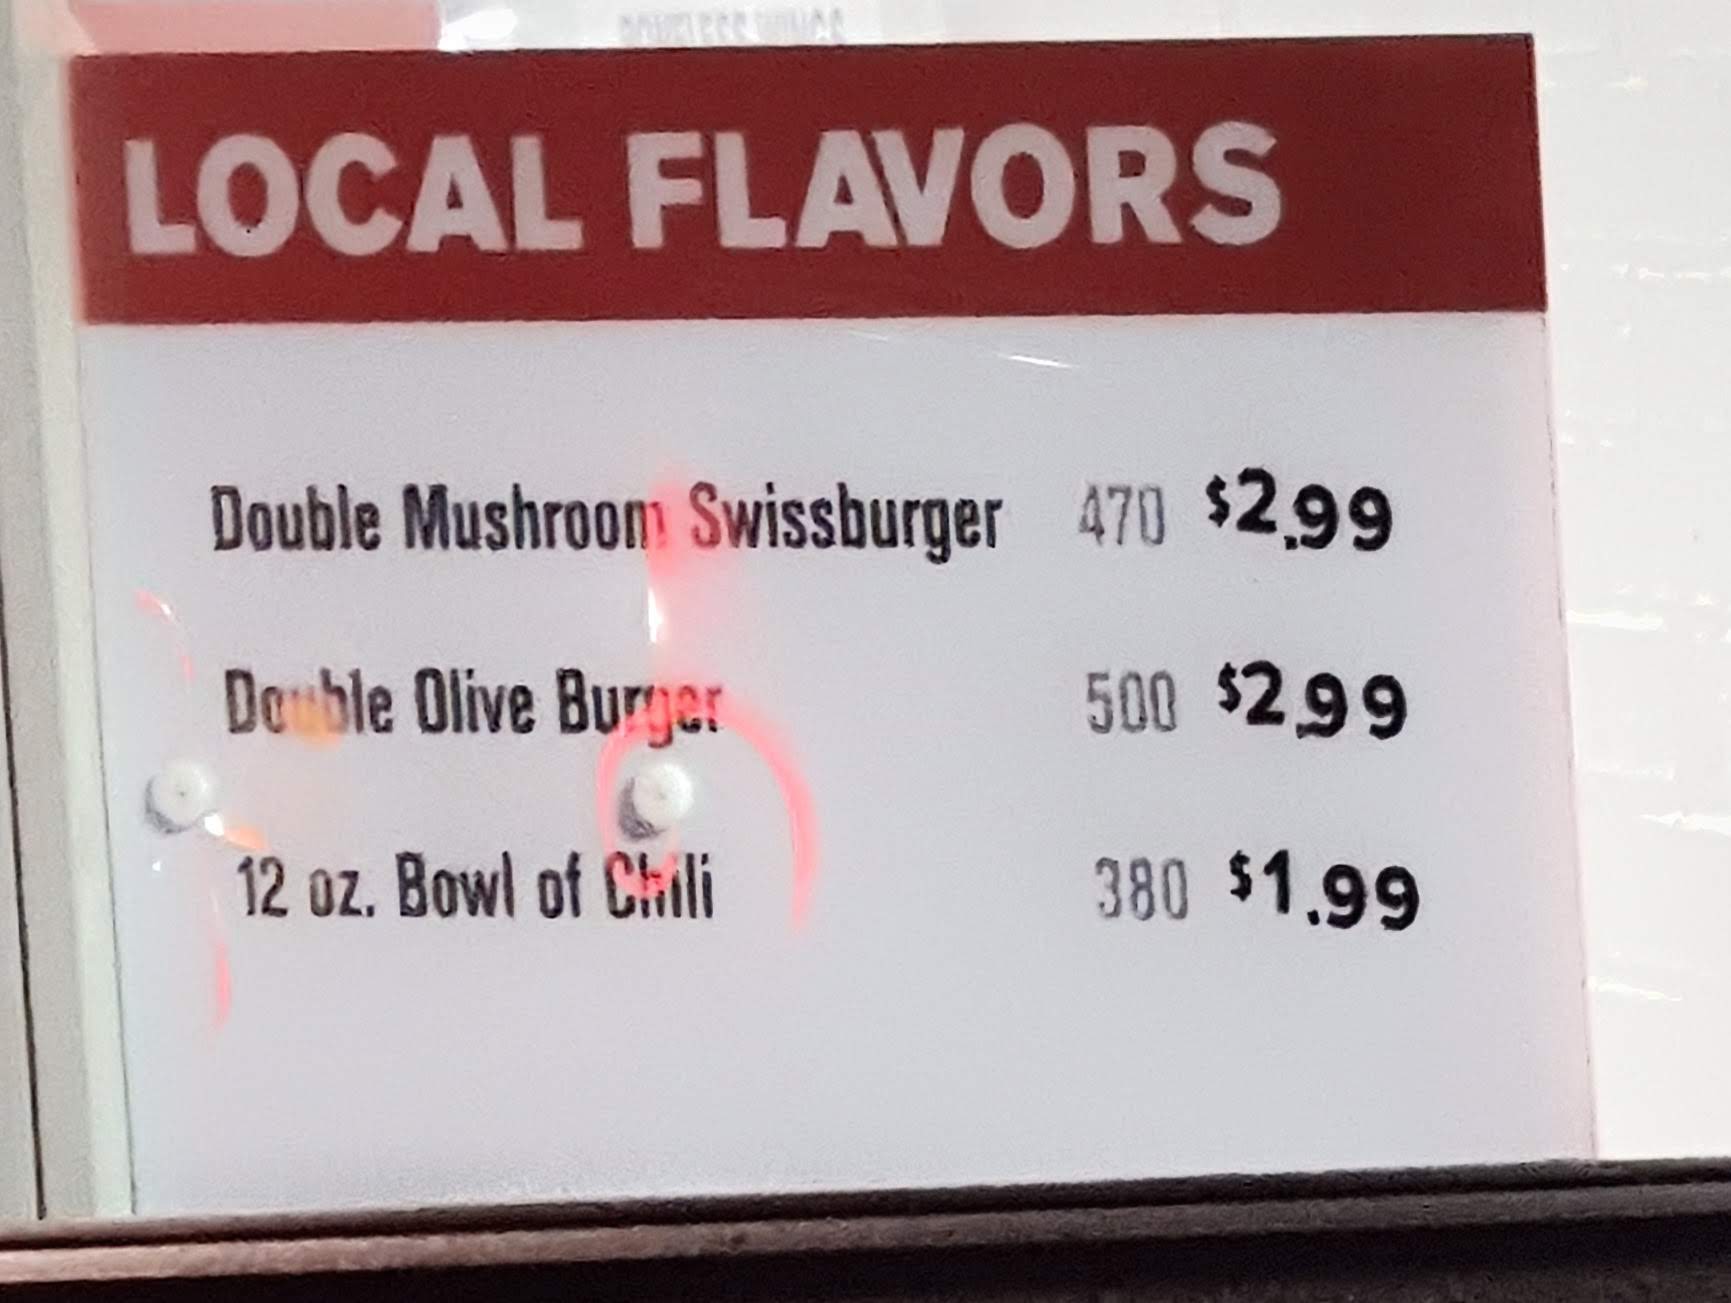 LOCAL FLAVORS
Double Mushroom Swissburger 470 $2.99
Double Olive Burger 500 $2.99
12 oz. Bowl of Chili 380 $1.99